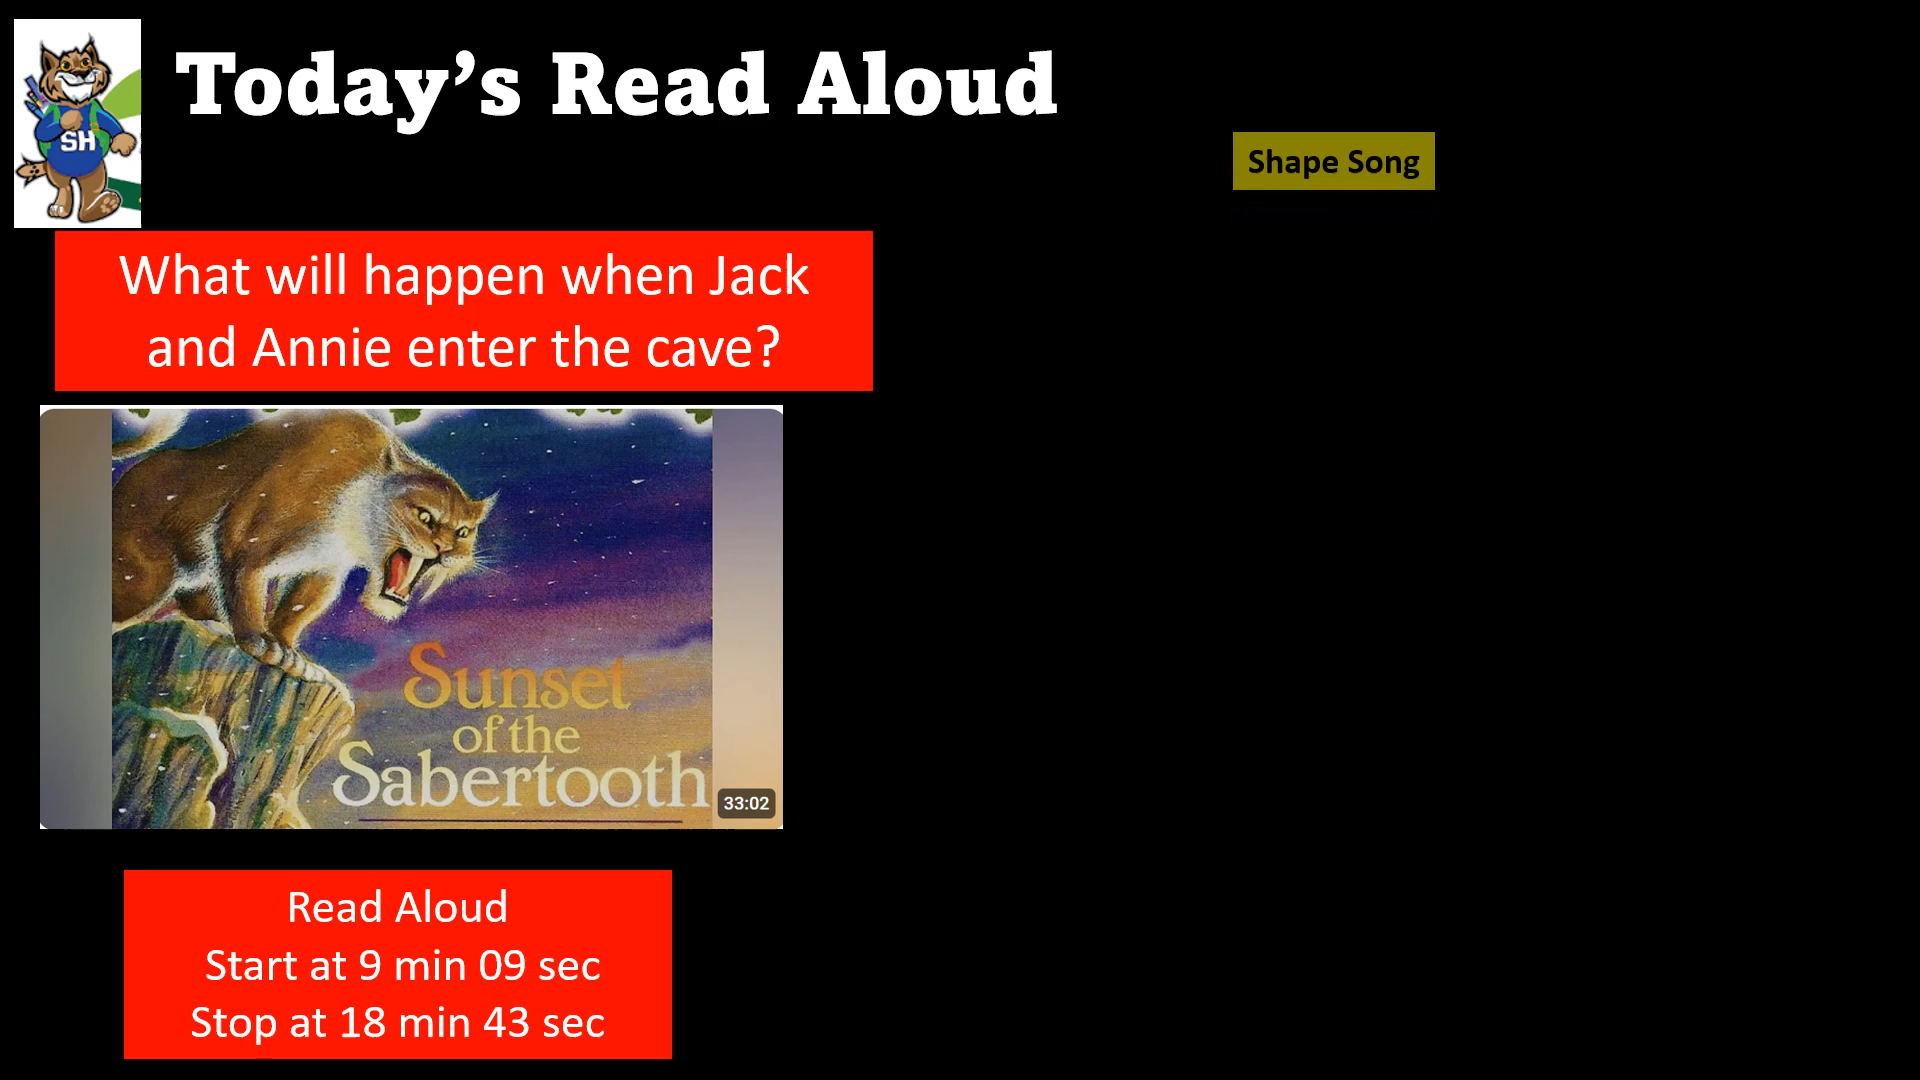 Today’s Read Aloud
SH
Shape Song
What will happen when Jack
and Annie enter the cave?
Sunset
of the
Sabertooth
33:02
Read Aloud
Start at 9 min 09 sec
Stop at 18 min 43 sec